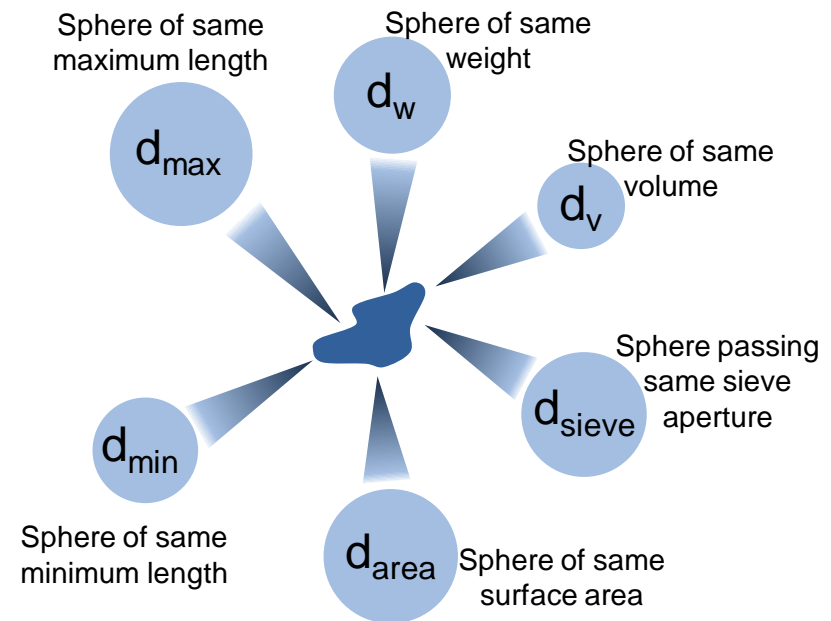 Sphere of same
maximum length
d_max
Sphere of same
weight
d_w
Sphere of same
volume
d_v
Sphere passing
same sieve
aperture
d_sieve
d_min
Sphere of same
minimum length
d_area
Sphere of same
surface area